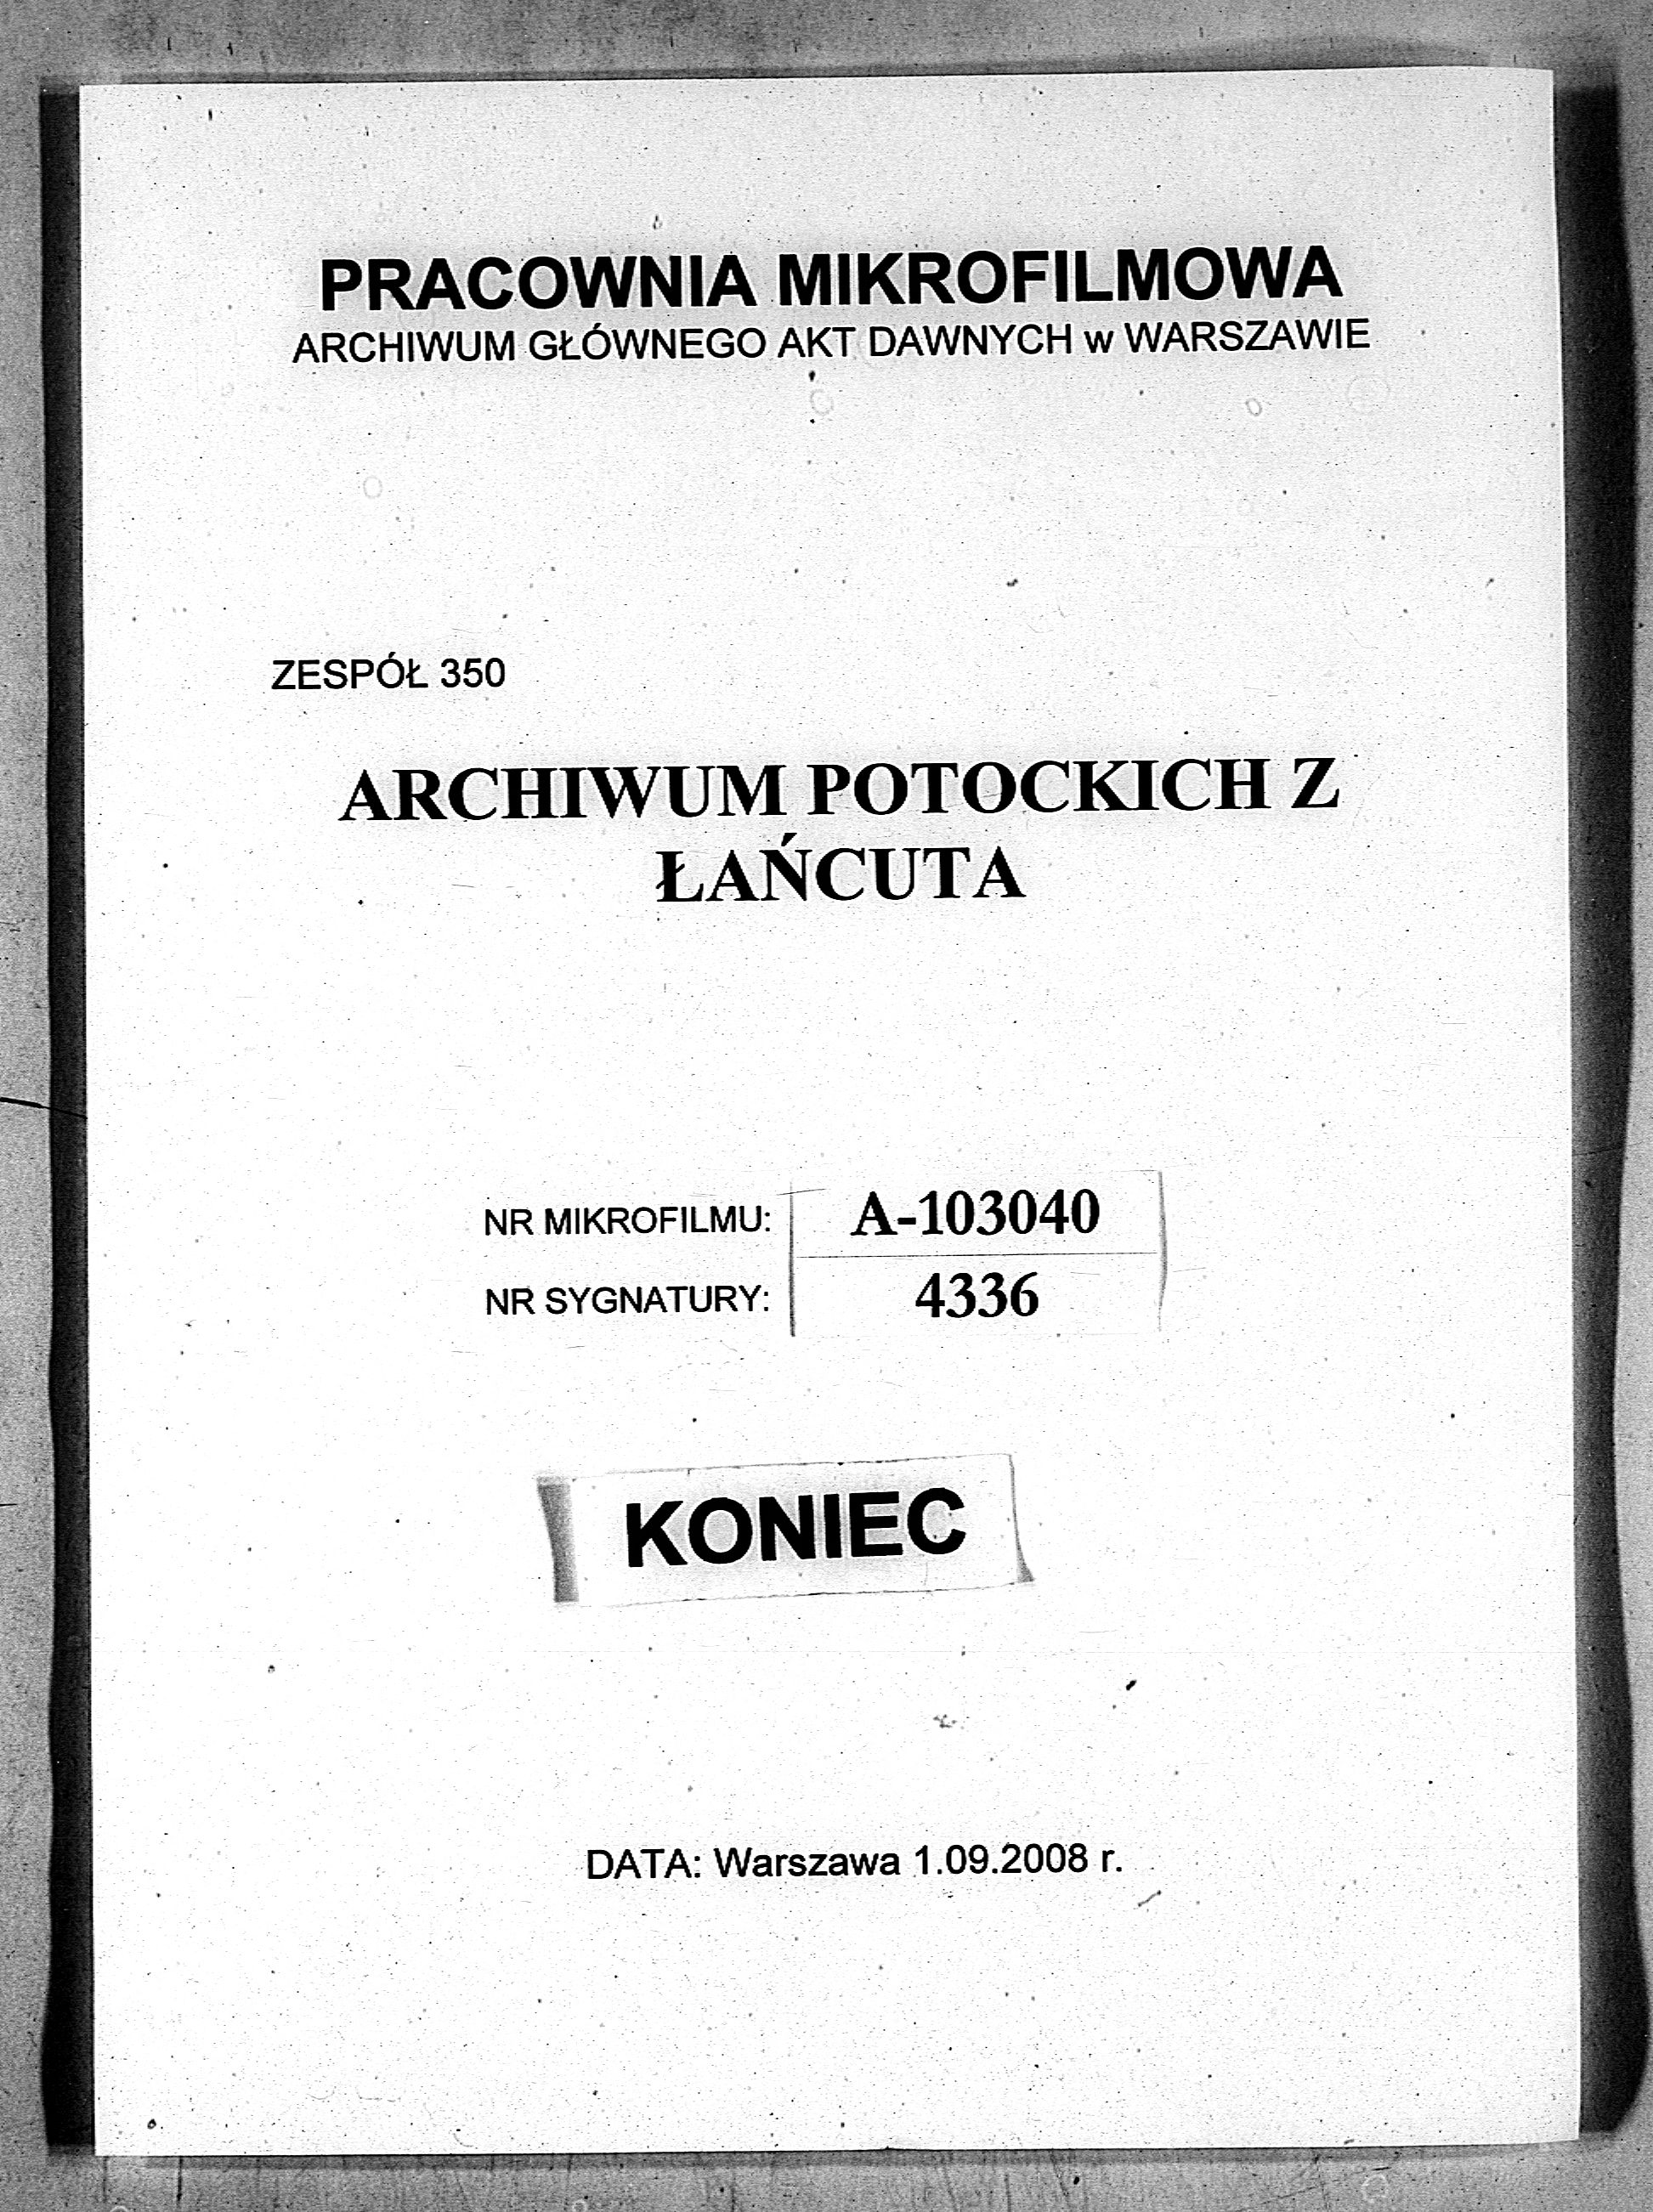 PRACOWNIA MIKROFILMOWA
ARCHIWUM GŁÓWNEGO AKT DAWNYCH w WARSZAWIE
ZESPÓŁ 350
ARCHIWUM POTOCKICH Z
ŁAŃCUTA
NR MIKROFILMU: A-103040
NR SYGNATURY: 4336
KONIEC
DATA: Warszawa 1.09.2008 r.